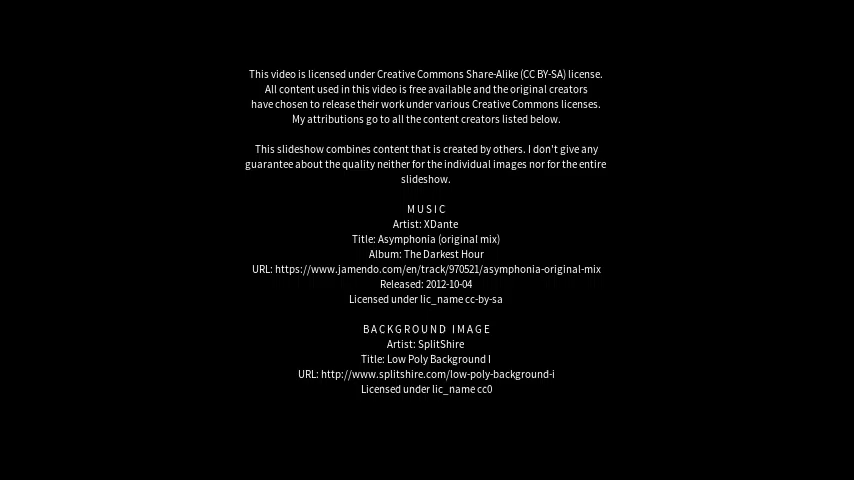 This video is licensed under Creative Commons Share-Alike (CC BY-SA) license.
All content used in this video is free available and the original creators
have chosen to release their work under various Creative Commons licenses.
My attributions go to all the content creators listed below.
This slideshow combines content that is created by others. I don't give any
guarantee about the quality neither for the individual images nor for the entire
slideshow.
MUSIC
Artist: XDante
Title: Asymphonia (original mix)
Album: The Darkest Hour
URL: https://www.jamendo.com/en/track/970521/asymphonia-original-mix
Released: 2012-10-04
Licensed under lic_name cc-by-sa
BACKGROUND IMAGE
Artist: SplitShire
Title: Low Poly Background I
URL: http://www.splitshire.com/low-poly-background-i
Licensed under lic_name cc0